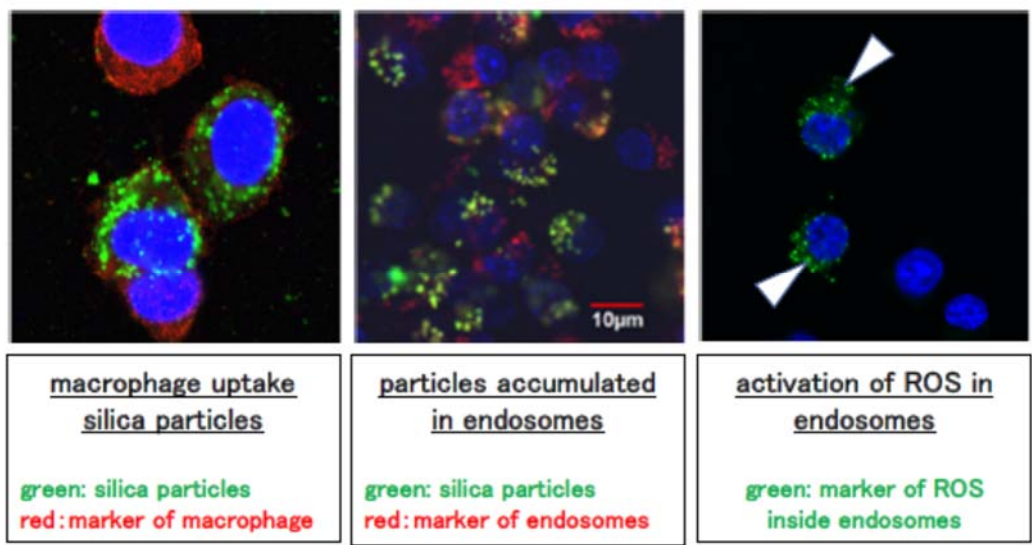 10μm
macrophage uptake
silica particles
green: silica particles
red: marker of macrophage
particles accumulated
in endosomes
green: silica particles
red: marker of endosomes
activation of ROS in
endosomes
green: marker of ROS
inside endosomes